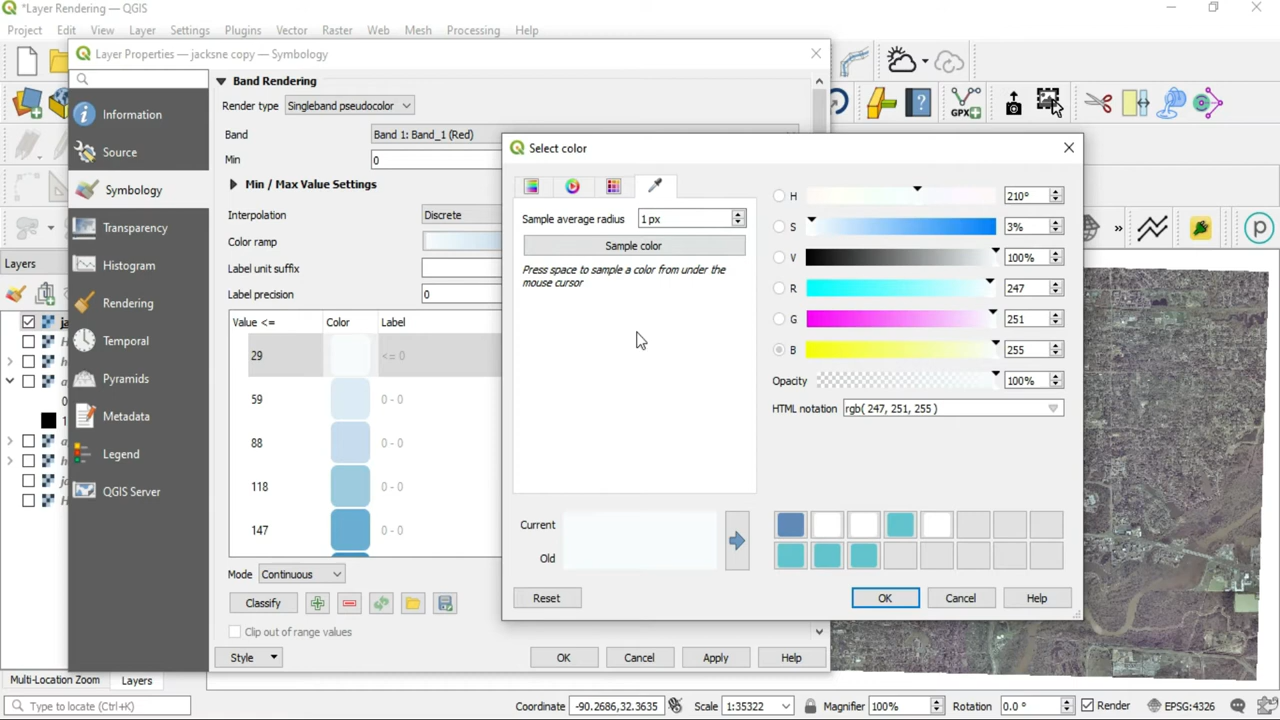 *Layer Rendering — QGIS
Project Edit View Layer Settings Plugins Vector Raster Web Mesh Processing Help
Layer Properties — jacksne copy — Symbology
Information
Source
Symbology
Transparency
Histogram
Rendering
Temporal
Pyramids
Metadata
Legend
QGIS Server
Band Rendering
Render type Singleband pseudocolor
Band Band 1: Band_1 (Red)
Min 0
Min / Max Value Settings
Interpolation Discrete
Color ramp
Label unit suffix
Label precision 0
Value <= Color Label
29 <= 0
59 0 - 0
88 0 - 0
118 0 - 0
147 0 - 0
Mode Continuous
Classify
Clip out of range values
Style OK Cancel Apply Help
Select color
Sample average radius 1 px
Sample color
Press space to sample a color from under the
mouse cursor
H 210°
S 3%
V 100%
R 247
G 251
B 255
Opacity 100%
HTML notation rgb( 247, 251, 255 )
Current
Old
Reset OK Cancel Help
GPX
»
p
Layers
Multi-Location Zoom Layers
Type to locate (Ctrl+K) Coordinate -90.2686,32.3635 Scale 1:35322 Magnifier 100% Rotation 0.0 ° Render EPSG:4326